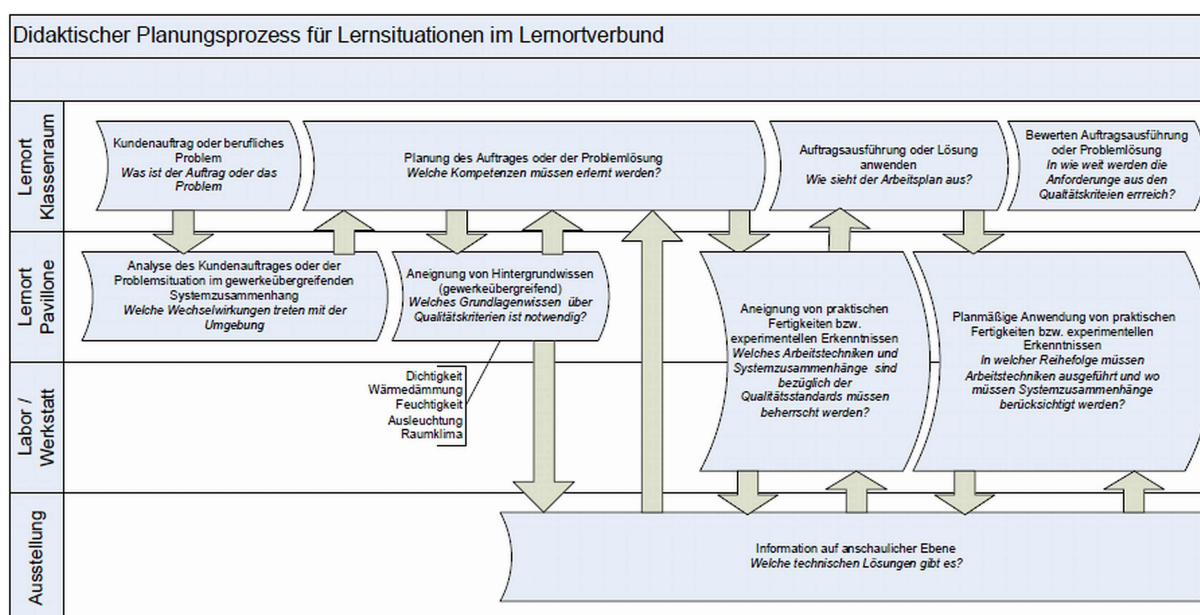 Didaktischer Planungsprozess für Lernsituationen im Lernortverbund
Lernort
Klassenraum
Kundenauftrag oder berufliches
Problem
Was ist der Auftrag oder das
Problem
Planung des Auftrages oder der Problemlösung
Welche Kompetenzen müssen erlernt werden?
Auftragsausführung oder Lösung
anwenden
Wie sieht der Arbeitsplan aus?
Bewerten Auftragsausführung
oder Problemlösung
In wie weit werden die
Anforderunge aus den
Qualtätskriteien errreich?
Lernort
Pavillone
Analyse des Kundenauftrages oder der
Problemsituation im gewerkeübergreifenden
Systemzusammenhang
Welche Wechselwirkungen treten mit der
Umgebung
Aneignung von Hintergrundwissen
(gewerkeübergreifend)
Welches Grundlagenwissen über
Qualitätskriterien ist notwendig?
Aneignung von praktischen
Fertigkeiten bzw.
experimentellen Erkenntnissen
Welches Arbeitstechniken und
Systemzusammenhänge sind
bezüglich der
Qualitätsstandards müssen
beherrscht werden?
Planmäßige Anwendung von praktischen
Fertigkeiten bzw. experimentellen
Erkenntnissen
In welcher Reihefolge müssen
Arbeitstechniken ausgeführt und wo
müssen Systemzusammenhänge
berücksichtigt werden?
Labor /
Werkstatt
Dichtigkeit
Wärmedämmung
Feuchtigkeit
Ausleuchtung
Raumklima
Ausstellung
Information auf anschaulicher Ebene
Welche technischen Lösungen gibt es?